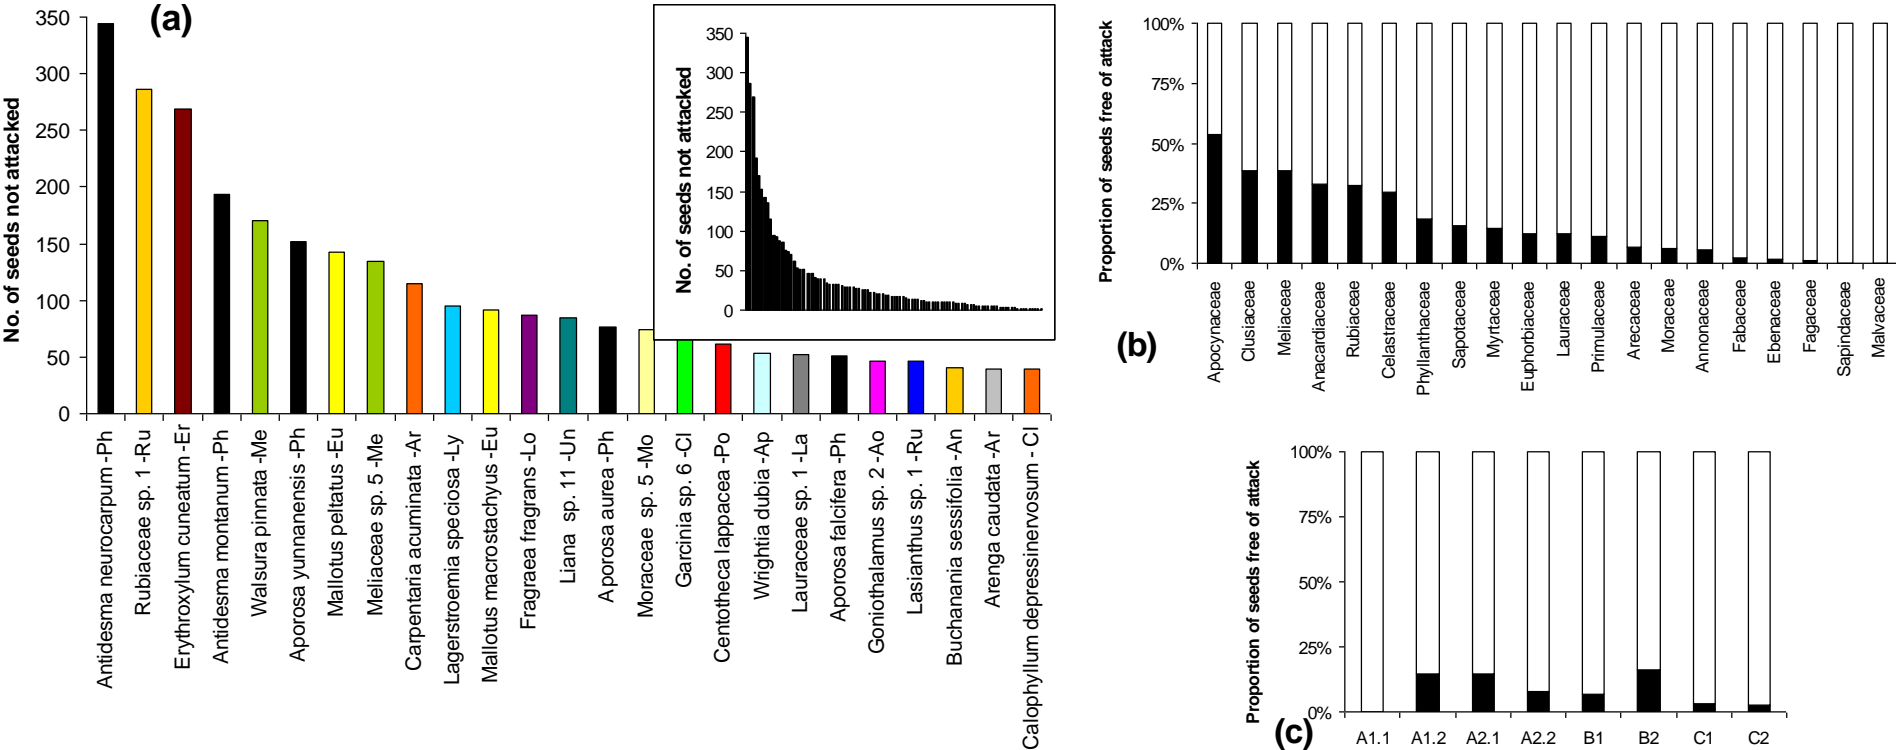 (a)
No. of seeds not attacked
350
300
250
200
150
100
50
0
Antidesma neurocarpum -Ph
Rubiaceae sp. 1 -Ru
Erythroxylum cuneatum -Er
Antidesma montanum -Ph
Walsura pinnata -Me
Aporosa yunnanensis -Ph
Mallotus peltatus -Eu
Meliaceae sp. 5 -Me
Carpentaria acuminata -Ar
Lagerstroemia speciosa -Ly
Mallotus macrostachyus -Eu
Fragraea fragrans -Lo
Liana sp. 11 -Un
Aporosa aurea -Ph
Moraceae sp. 5 -Mo
Garcinia sp. 6 -Cl
Centotheca lappacea -Po
Wrightia dubia -Ap
Lauraceae sp. 1 -La
Aporosa falcifera -Ph
Goniothalamus sp. 2 -Ao
Lasianthus sp. 1 -Ru
Buchanania sessifolia -An
Arenga caudata -Ar
Calophyllum depressinervosum - Cl
No. of seeds not attacked
350
300
250
200
150
100
50
0
(b)
Proportion of seeds free of attack
100%
75%
50%
25%
0%
Apocynaceae
Clusiaceae
Meliaceae
Anacardiaceae
Rubiaceae
Celastraceae
Phyllanthaceae
Sapotaceae
Myrtaceae
Euphorbiaceae
Lauraceae
Primulaceae
Arecaceae
Moraceae
Annonaceae
Fabaceae
Ebenaceae
Fagaceae
Sapindaceae
Malvaceae
Proportion of seeds free of attack
100%
75%
50%
25%
0%
(c)
A1.1 A1.2 A2.1 A2.2 B1 B2 C1 C2